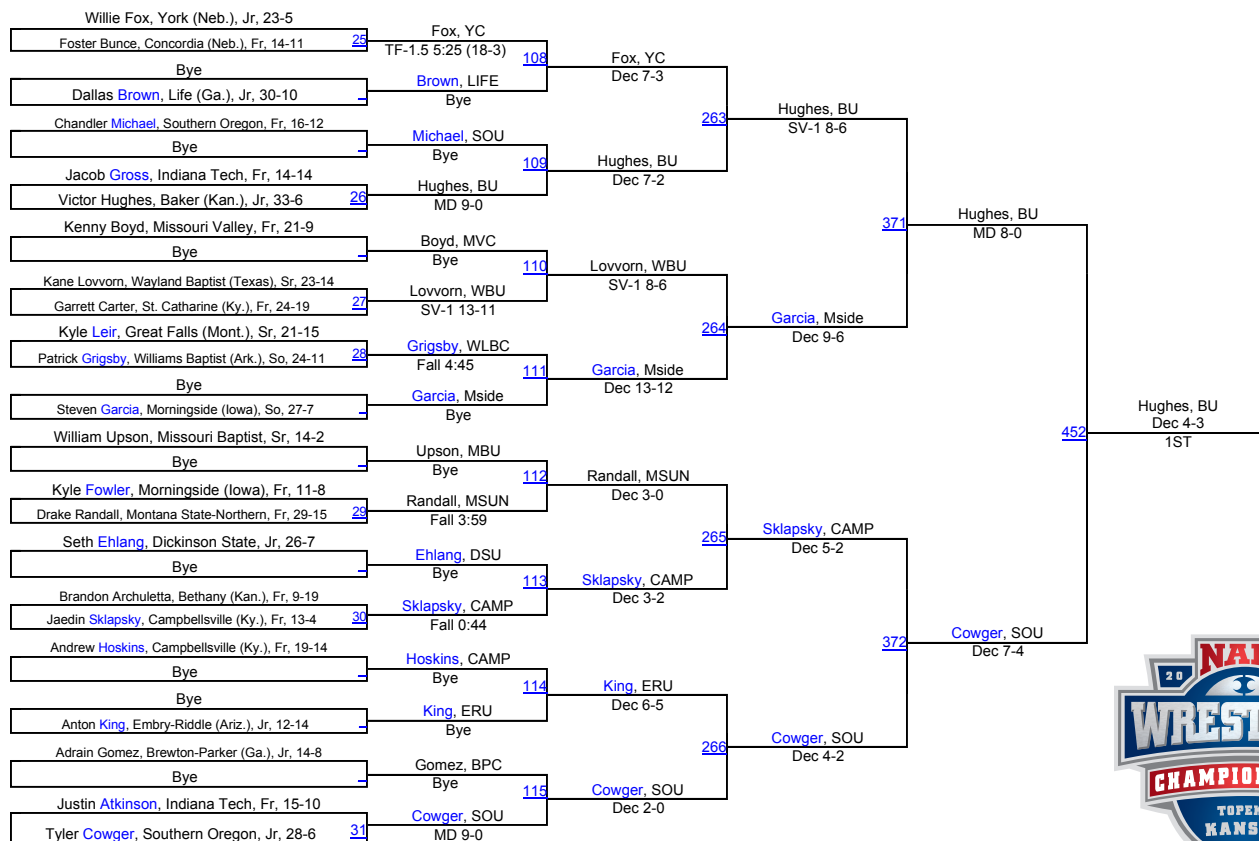 Willie Fox, York (Neb.), Jr, 23-5
Foster Bunce, Concordia (Neb.), Fr, 14-11
25
Bye
Dallas Brown, Life (Ga.), Jr, 30-10
Chandler Michael, Southern Oregon, Fr, 16-12
Bye
Jacob Gross, Indiana Tech, Fr, 14-14
Victor Hughes, Baker (Kan.), Jr, 33-6
26
Kenny Boyd, Missouri Valley, Fr, 21-9
Bye
Kane Lovvorn, Wayland Baptist (Texas), Sr, 23-14
Garrett Carter, St. Catharine (Ky.), Fr, 24-19
27
Kyle Leir, Great Falls (Mont.), Sr, 21-15
Patrick Grigsby, Williams Baptist (Ark.), So, 24-11
28
Bye
Steven Garcia, Morningside (Iowa), So, 27-7
William Upson, Missouri Baptist, Sr, 14-2
Bye
Kyle Fowler, Morningside (Iowa), Fr, 11-8
Drake Randall, Montana State-Northern, Fr, 29-15
29
Seth Ehlang, Dickinson State, Jr, 26-7
Bye
Brandon Archuletta, Bethany (Kan.), Fr, 9-19
Jaedin Sklapsky, Campbellsville (Ky.), Fr, 13-4
30
Andrew Hoskins, Campbellsville (Ky.), Fr, 19-14
Bye
Bye
Anton King, Embry-Riddle (Ariz.), Jr, 12-14
Adrain Gomez, Brewton-Parker (Ga.), Jr, 14-8
Bye
Justin Atkinson, Indiana Tech, Fr, 15-10
Tyler Cowger, Southern Oregon, Jr, 28-6
31
Fox, YC
TF-1.5 5:25 (18-3)
108
Brown, LIFE
Bye
Michael, SOU
Bye
109
Hughes, BU
MD 9-0
Boyd, MVC
Bye
110
Lovvorn, WBU
SV-1 13-11
Grigsby, WLBC
Fall 4:45
111
Garcia, Mside
Bye
Upson, MBU
Bye
112
Randall, MSUN
Fall 3:59
Ehlang, DSU
Bye
113
Sklapsky, CAMP
Fall 0:44
Hoskins, CAMP
Bye
114
King, ERU
Bye
Gomez, BPC
Bye
115
Cowger, SOU
MD 9-0
Fox, YC
Dec 7-3
263
Hughes, BU
Dec 7-2
Lovvorn, WBU
SV-1 8-6
264
Garcia, Mside
Dec 13-12
Randall, MSUN
Dec 3-0
265
Sklapsky, CAMP
Dec 3-2
King, ERU
Dec 6-5
266
Cowger, SOU
Dec 2-0
Hughes, BU
SV-1 8-6
371
Garcia, Mside
Dec 9-6
Sklapsky, CAMP
Dec 5-2
372
Cowger, SOU
Dec 4-2
Hughes, BU
MD 8-0
452
Cowger, SOU
Dec 7-4
Hughes, BU
Dec 4-3
1ST
20